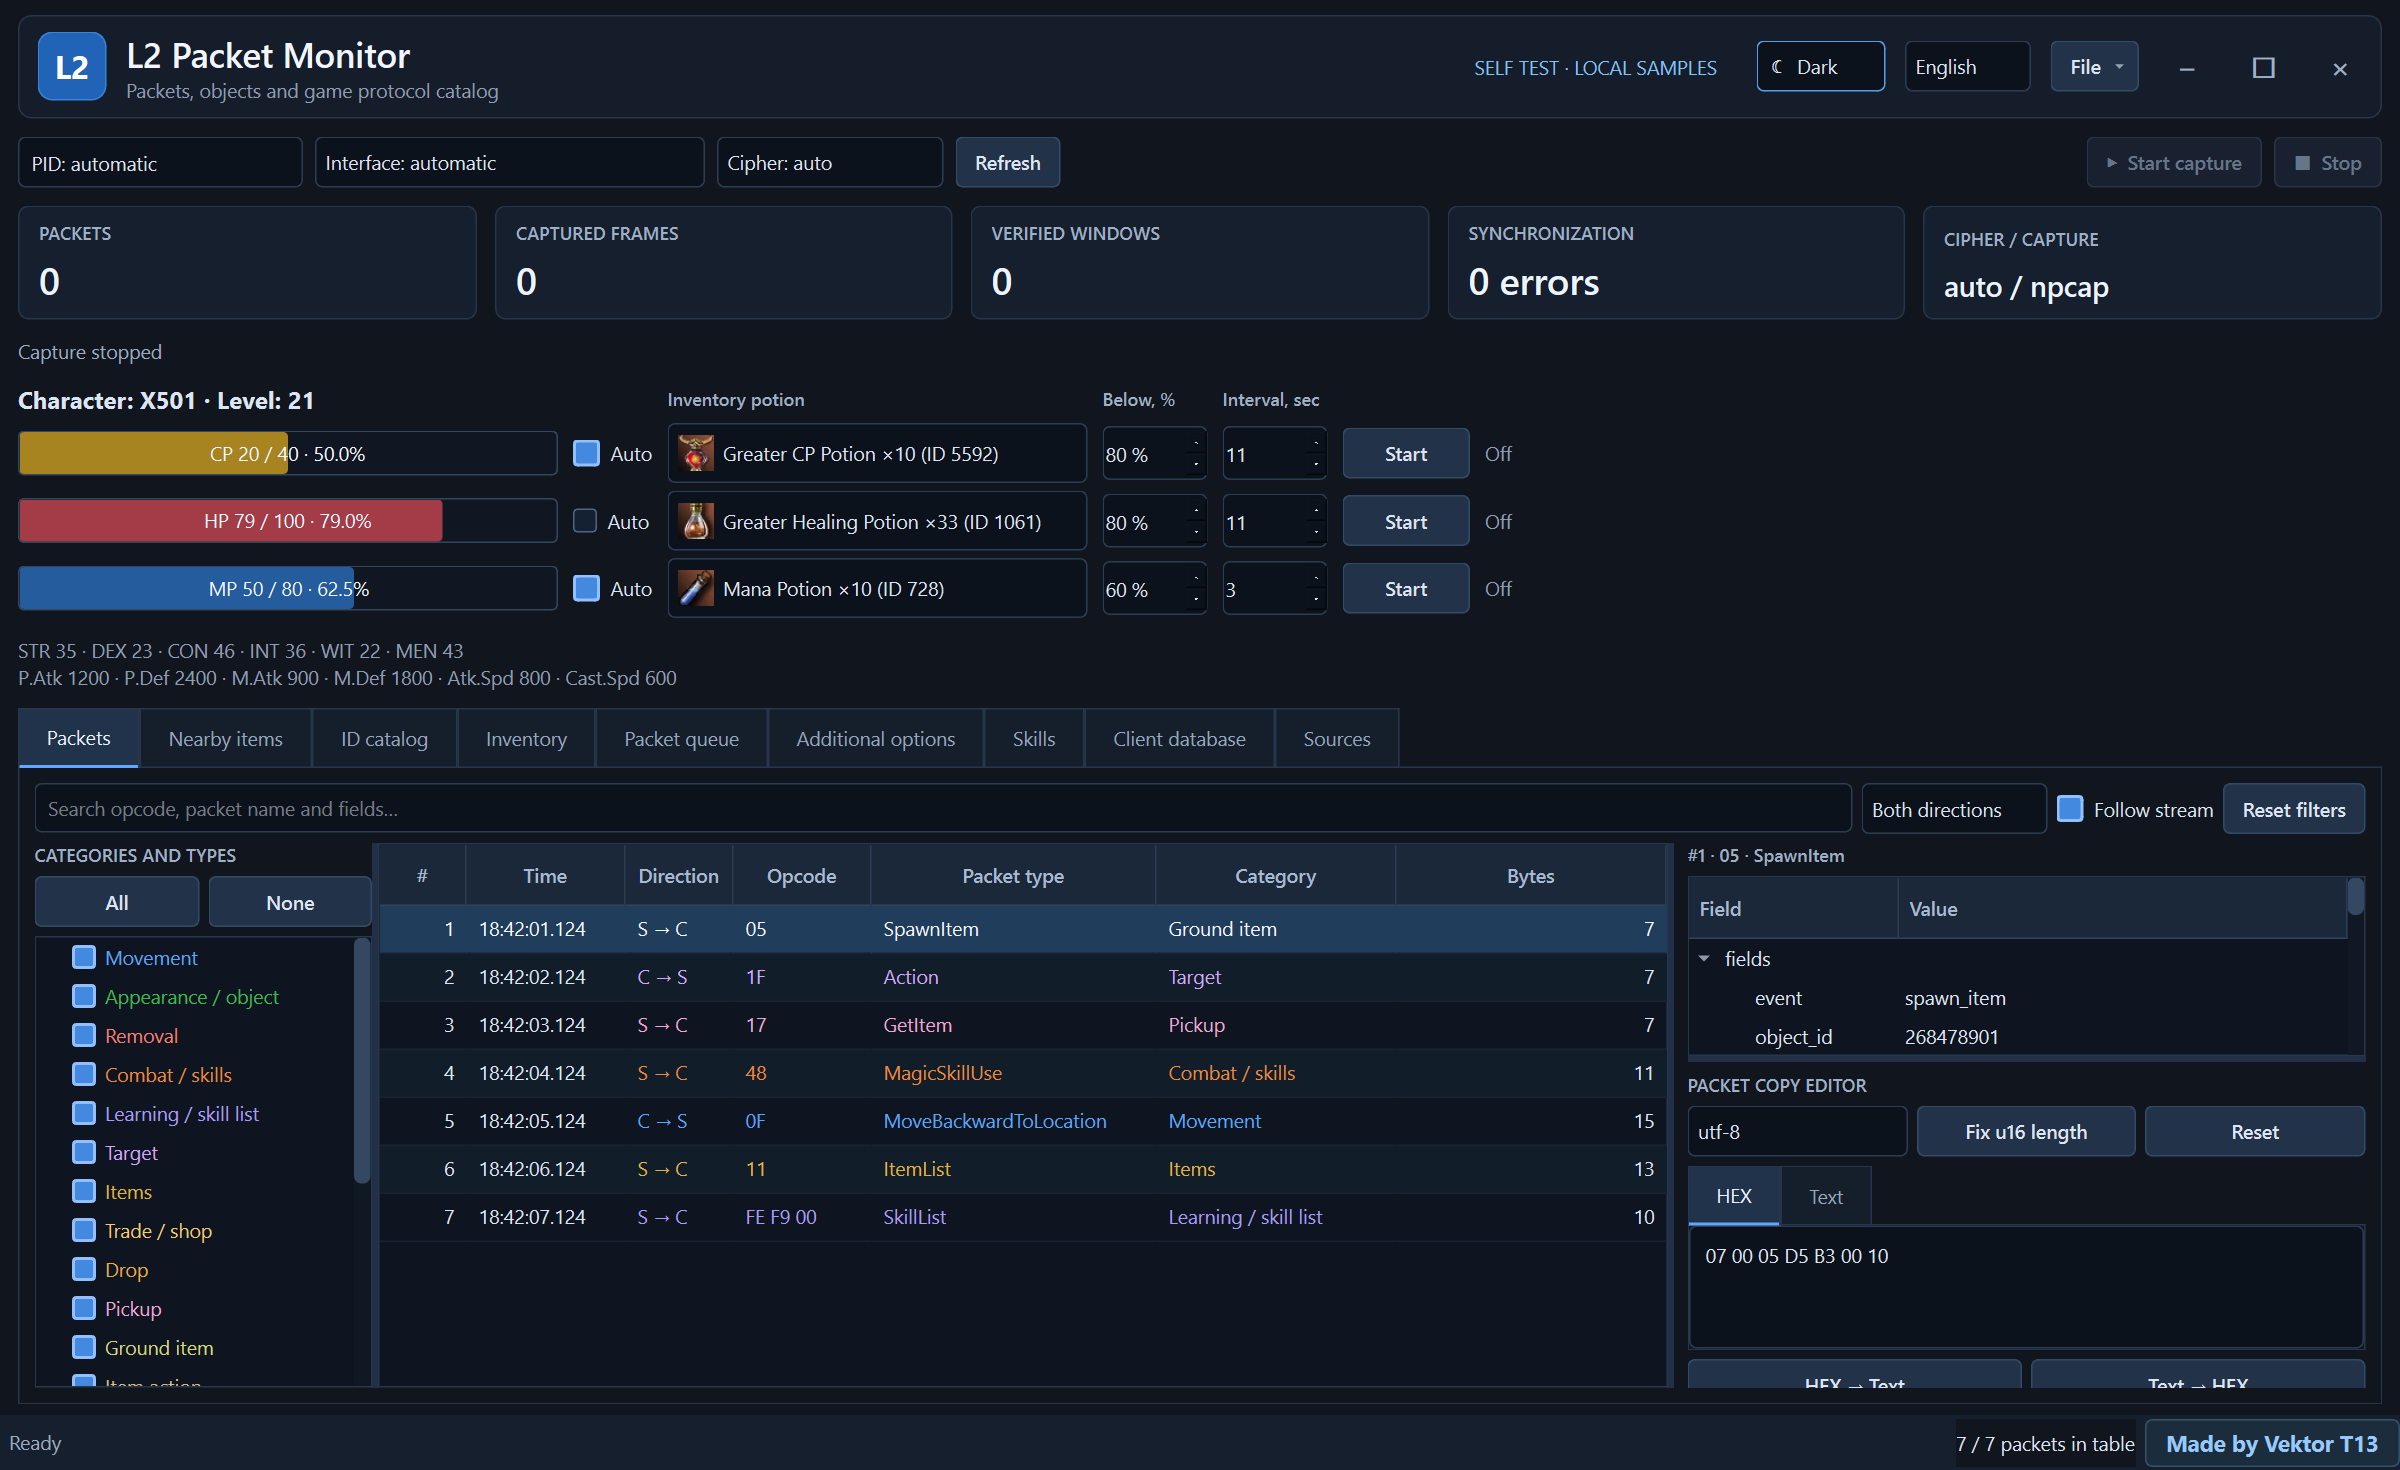 L2
L2 Packet Monitor
Packets, objects and game protocol catalog
SELF TEST · LOCAL SAMPLES
☾ Dark
English
File
PID: automatic
Interface: automatic
Cipher: auto
Refresh
Start capture
Stop
PACKETS
0
CAPTURED FRAMES
0
VERIFIED WINDOWS
0
SYNCHRONIZATION
0 errors
CIPHER / CAPTURE
auto / npcap
Capture stopped
Character: X501 · Level: 21
Inventory potion
Below, %
Interval, sec
CP 20 / 40 · 50.0%
Auto
Greater CP Potion ×10 (ID 5592)
80 %
11
Start
Off
HP 79 / 100 · 79.0%
Auto
Greater Healing Potion ×33 (ID 1061)
80 %
11
Start
Off
MP 50 / 80 · 62.5%
Auto
Mana Potion ×10 (ID 728)
60 %
3
Start
Off
STR 35 · DEX 23 · CON 46 · INT 36 · WIT 22 · MEN 43
P.Atk 1200 · P.Def 2400 · M.Atk 900 · M.Def 1800 · Atk.Spd 800 · Cast.Spd 600
Packets
Nearby items
ID catalog
Inventory
Packet queue
Additional options
Skills
Client database
Sources
Search opcode, packet name and fields...
Both directions
Follow stream
Reset filters
CATEGORIES AND TYPES
All
None
Movement
Appearance / object
Removal
Combat / skills
Learning / skill list
Target
Items
Trade / shop
Drop
Pickup
Ground item
Item action
# Time Direction Opcode Packet type Category Bytes
1 18:42:01.124 S → C 05 SpawnItem Ground item 7
2 18:42:02.124 C → S 1F Action Target 7
3 18:42:03.124 S → C 17 GetItem Pickup 7
4 18:42:04.124 S → C 48 MagicSkillUse Combat / skills 11
5 18:42:05.124 C → S 0F MoveBackwardToLocation Movement 15
6 18:42:06.124 S → C 11 ItemList Items 13
7 18:42:07.124 S → C FE F9 00 SkillList Learning / skill list 10
#1 · 05 · SpawnItem
Field Value
fields
event spawn_item
object_id 268478901
PACKET COPY EDITOR
utf-8
Fix u16 length
Reset
HEX
Text
07 00 05 D5 B3 00 10
HEX → Text
Text → HEX
Ready
7 / 7 packets in table
Made by Vektor T13